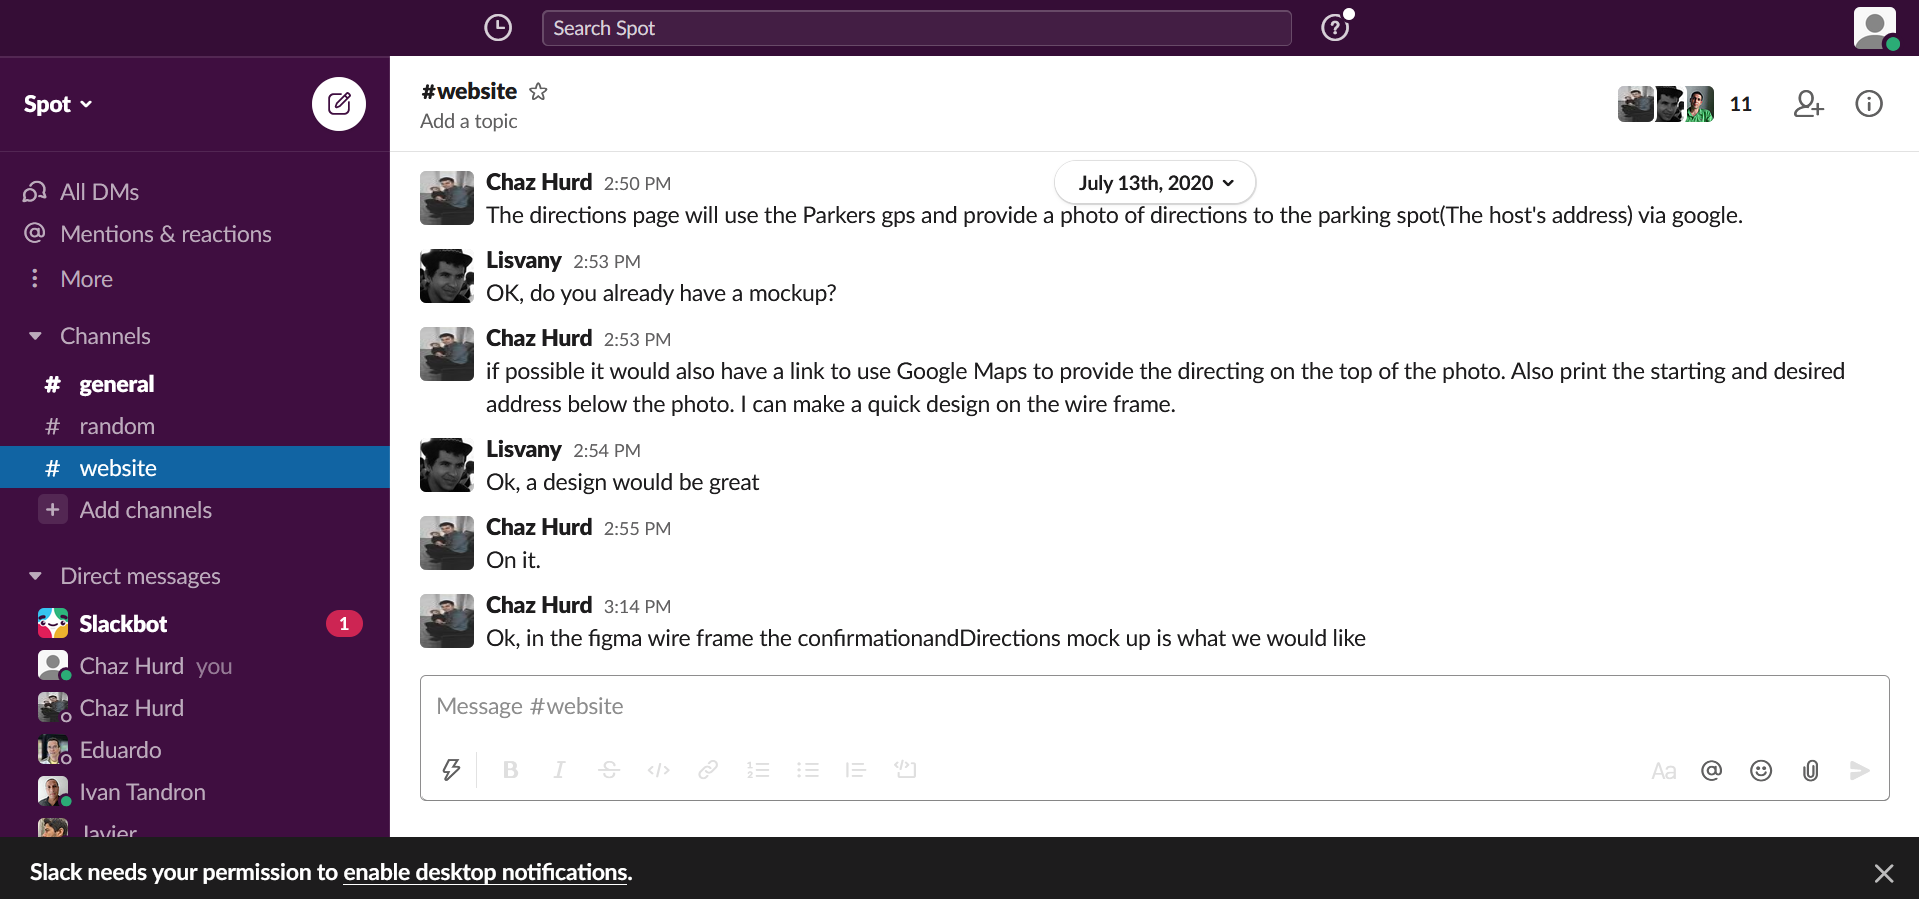 Search Spot
Spot
#website
Add a topic
11
All DMs
Mentions & reactions
More
Channels
# general
# random
# website
+ Add channels
Direct messages
Slackbot 1
Chaz Hurd you
Chaz Hurd
Eduardo
Ivan Tandron
Javier
July 13th, 2020
Chaz Hurd 2:50 PM
The directions page will use the Parkers gps and provide a photo of directions to the parking spot(The host's address) via google.
Lisvany 2:53 PM
OK, do you already have a mockup?
Chaz Hurd 2:53 PM
if possible it would also have a link to use Google Maps to provide the directing on the top of the photo. Also print the starting and desired
address below the photo. I can make a quick design on the wire frame.
Lisvany 2:54 PM
Ok, a design would be great
Chaz Hurd 2:55 PM
On it.
Chaz Hurd 3:14 PM
Ok, in the figma wire frame the confirmationandDirections mock up is what we would like
Message #website
B I S </> Aa @
Slack needs your permission to enable desktop notifications.